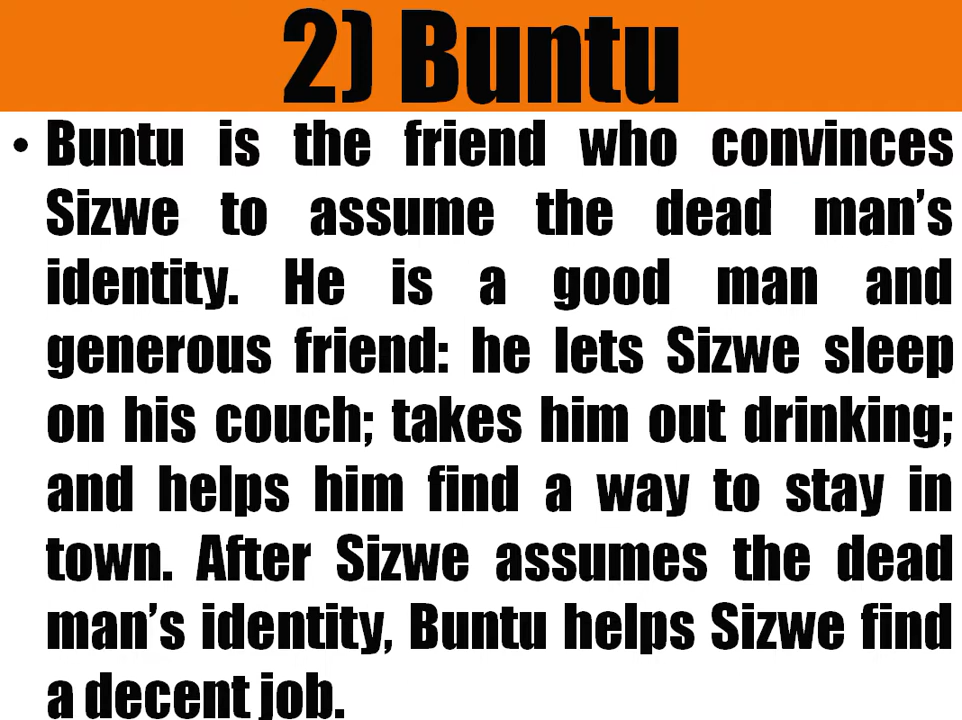 2) Buntu
• Buntu is the friend who convinces
Sizwe to assume the dead man’s
identity. He is a good man and
generous friend: he lets Sizwe sleep
on his couch; takes him out drinking;
and helps him find a way to stay in
town. After Sizwe assumes the dead
man’s identity, Buntu helps Sizwe find
a decent job.